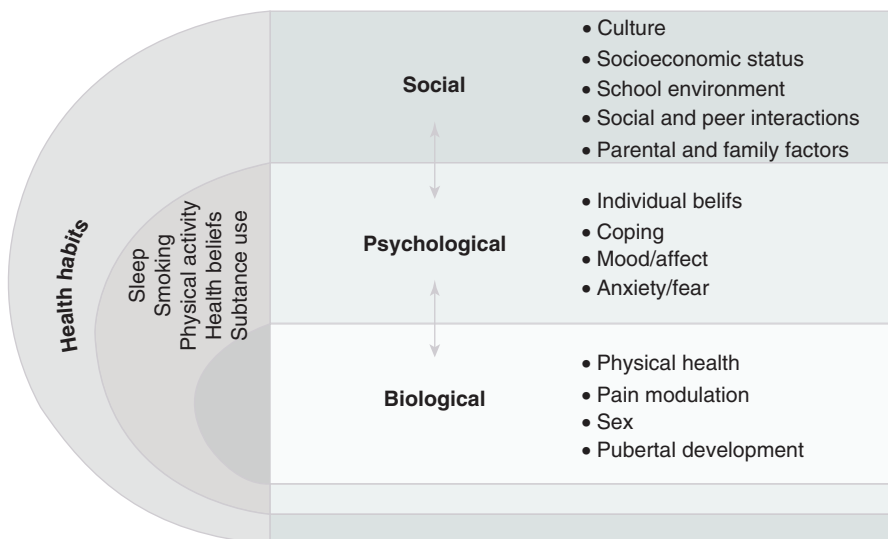 Health habits
Sleep
Smoking
Physical activity
Health beliefs
Subtance use
Social
• Culture
• Socioeconomic status
• School environment
• Social and peer interactions
• Parental and family factors
Psychological
• Individual belifs
• Coping
• Mood/affect
• Anxiety/fear
Biological
• Physical health
• Pain modulation
• Sex
• Pubertal development